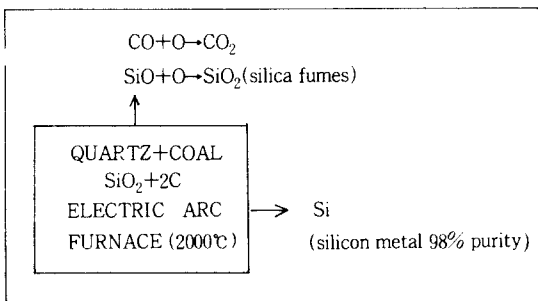 CO+O→CO₂
SiO+O→SiO₂(silica fumes)
QUARTZ+COAL
SiO₂+2C
ELECTRIC ARC
FURNACE (2000℃)
Si
(silicon metal 98% purity)